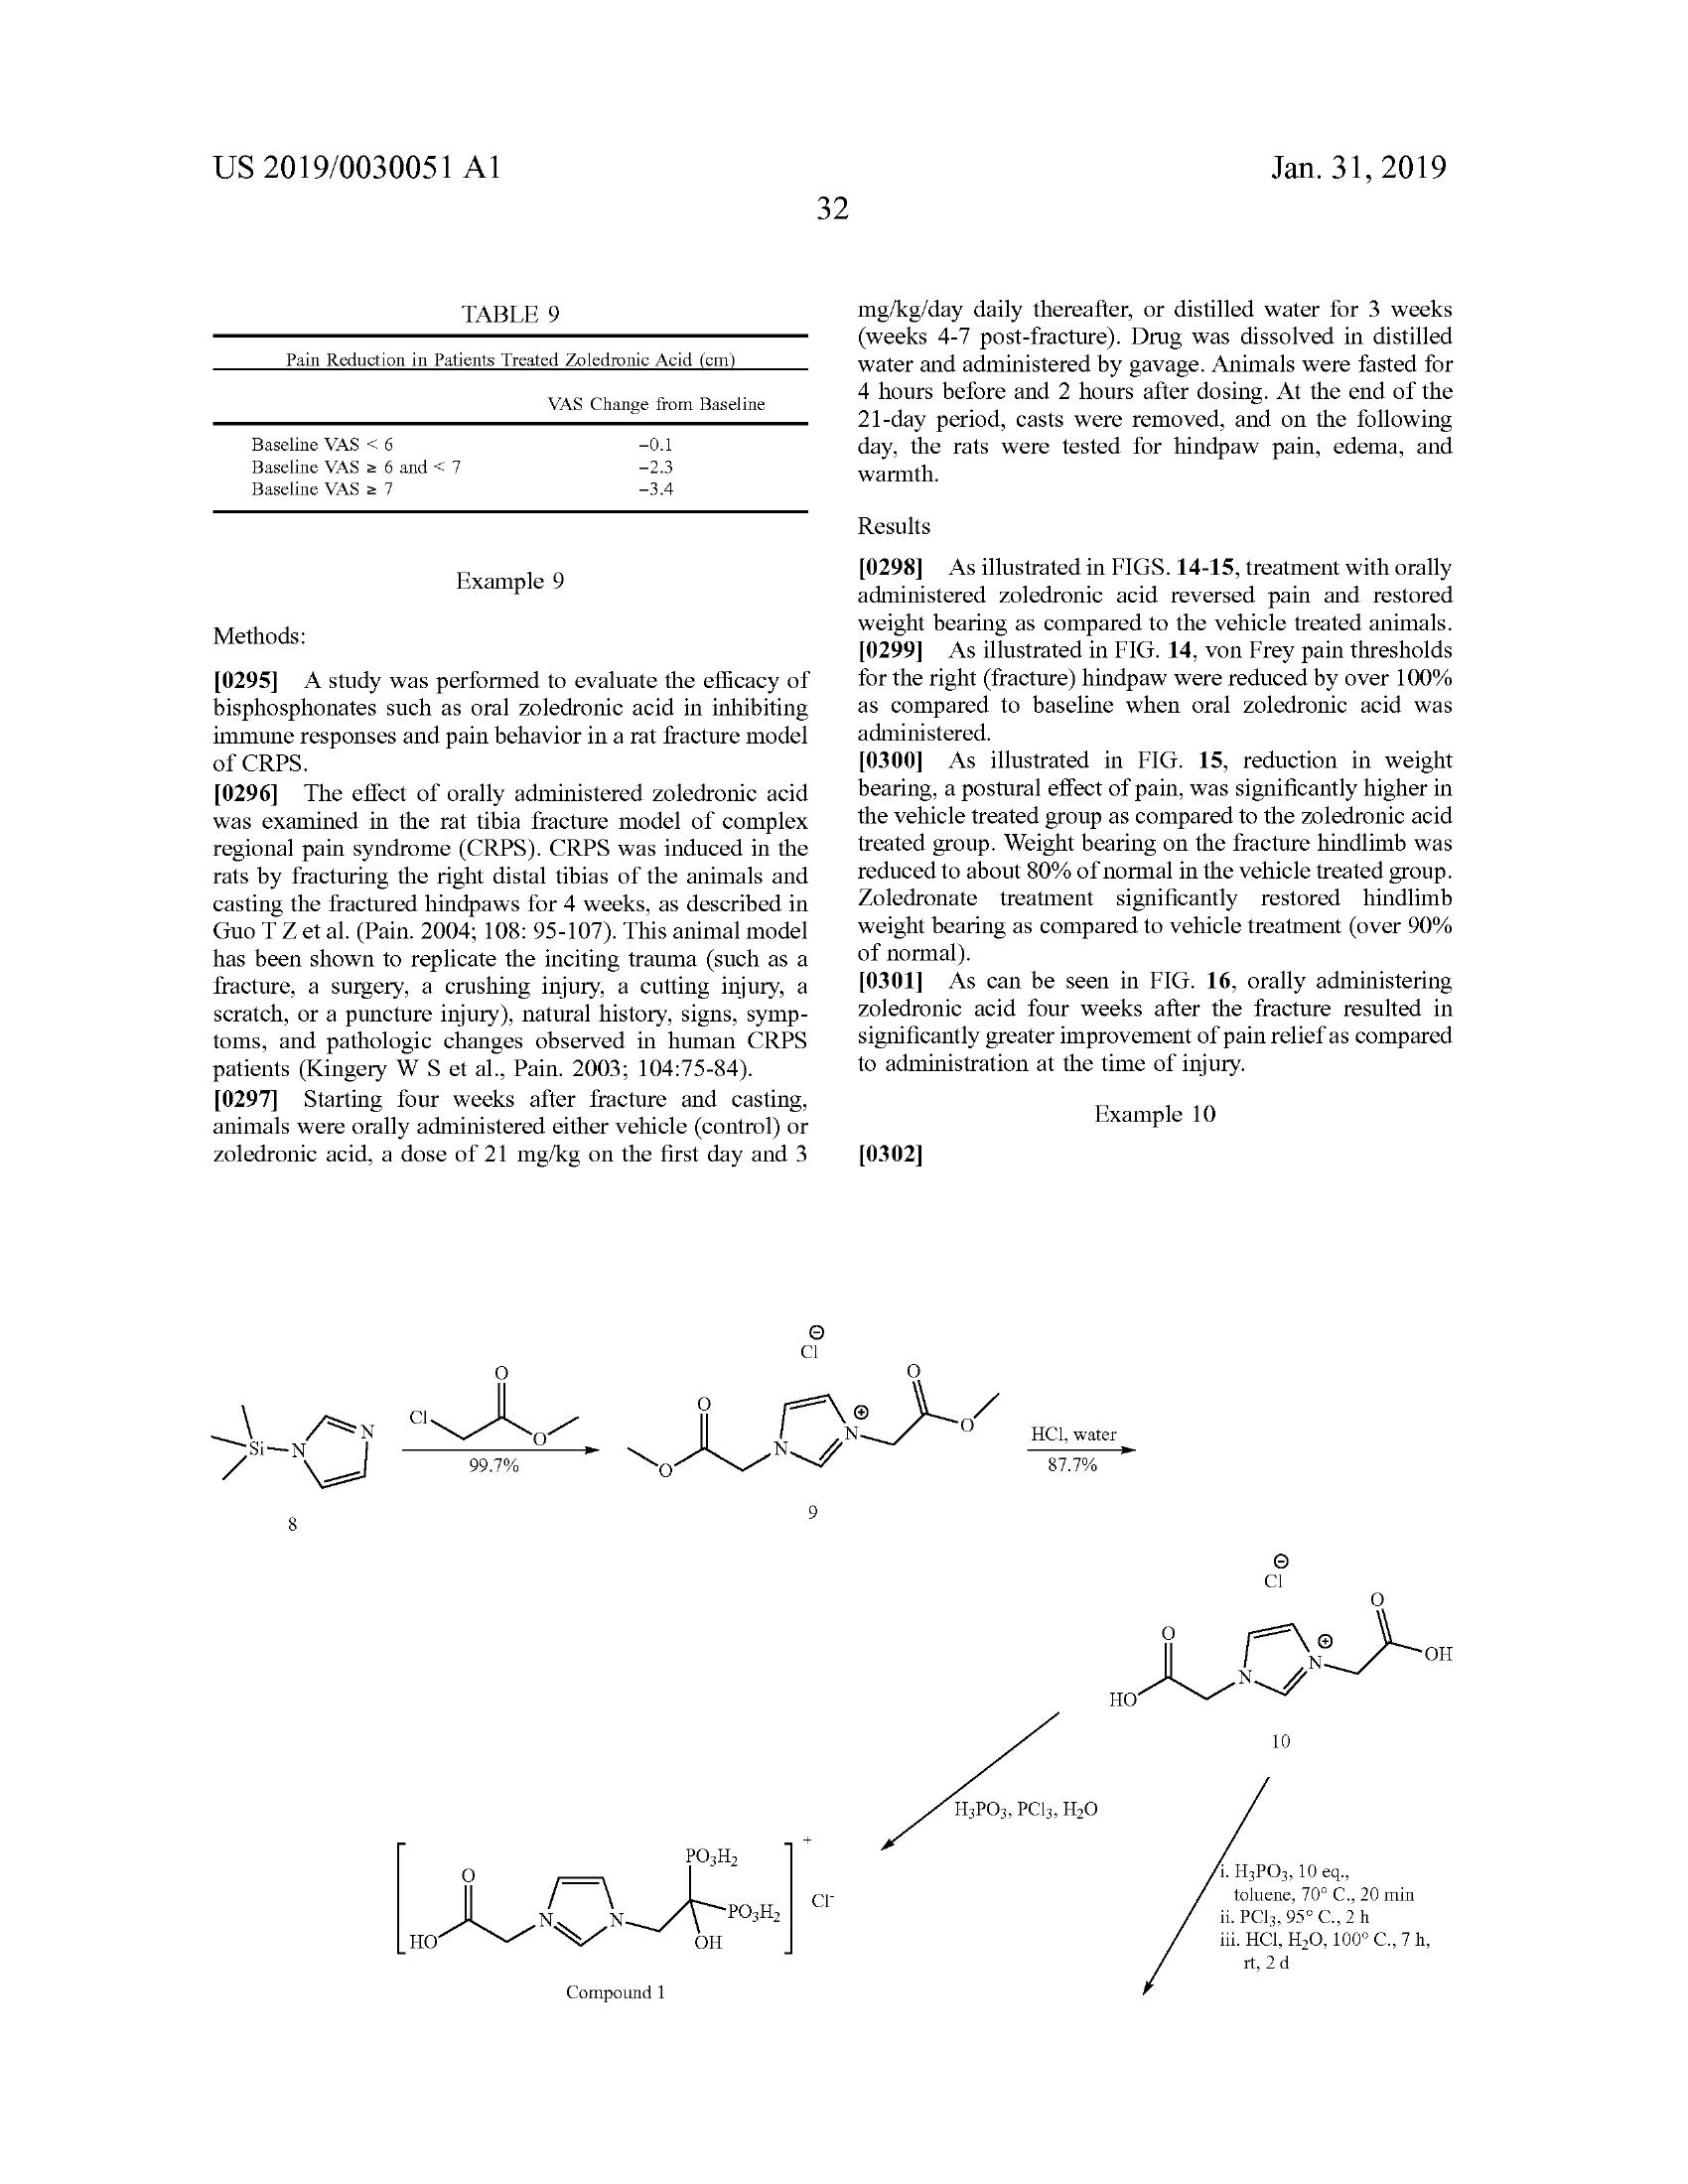 US 2019/0030051 A1
Jan. 31, 2019
32
TABLE 9
Pain Reduction in Patients Treated Zoledronic Acid (cm)
VAS Change from Baseline
Baseline VAS < 6 −0.1
Baseline VAS ≥ 6 and < 7 −2.3
Baseline VAS ≥ 7 −3.4
Example 9
Methods:
[0295] A study was performed to evaluate the efficacy of
bisphosphonates such as oral zoledronic acid in inhibiting
immune responses and pain behavior in a rat fracture model
of CRPS.
[0296] The effect of orally administered zoledronic acid
was examined in the rat tibia fracture model of complex
regional pain syndrome (CRPS). CRPS was induced in the
rats by fracturing the right distal tibias of the animals and
casting the fractured hindpaws for 4 weeks, as described in
Guo T Z et al. (Pain. 2004; 108: 95-107). This animal model
has been shown to replicate the inciting trauma (such as a
fracture, a surgery, a crushing injury, a cutting injury, a
scratch, or a puncture injury), natural history, signs, symp-
toms, and pathologic changes observed in human CRPS
patients (Kingery W S et al., Pain. 2003; 104:75-84).
[0297] Starting four weeks after fracture and casting,
animals were orally administered either vehicle (control) or
zoledronic acid, a dose of 21 mg/kg on the first day and 3
mg/kg/day daily thereafter, or distilled water for 3 weeks
(weeks 4-7 post-fracture). Drug was dissolved in distilled
water and administered by gavage. Animals were fasted for
4 hours before and 2 hours after dosing. At the end of the
21-day period, casts were removed, and on the following
day, the rats were tested for hindpaw pain, edema, and
warmth.
Results
[0298] As illustrated in FIGS. 14-15, treatment with orally
administered zoledronic acid reversed pain and restored
weight bearing as compared to the vehicle treated animals.
[0299] As illustrated in FIG. 14, von Frey pain thresholds
for the right (fracture) hindpaw were reduced by over 100%
as compared to baseline when oral zoledronic acid was
administered.
[0300] As illustrated in FIG. 15, reduction in weight
bearing, a postural effect of pain, was significantly higher in
the vehicle treated group as compared to the zoledronic acid
treated group. Weight bearing on the fracture hindlimb was
reduced to about 80% of normal in the vehicle treated group.
Zoledronate treatment significantly restored hindlimb
weight bearing as compared to vehicle treatment (over 90%
of normal).
[0301] As can be seen in FIG. 16, orally administering
zoledronic acid four weeks after the fracture resulted in
significantly greater improvement of pain relief as compared
to administration at the time of injury.
Example 10
[0302]
Si N N
8
Cl O O
99.7%
⊖
Cl
O O N N ⊕ O O
9
HCl, water
87.7%
⊖
Cl
HO O N N ⊕ O OH
10
H₃PO₃, PCl₃, H₂O
i. H₃PO₃, 10 eq.,
toluene, 70° C., 20 min
ii. PCl₃, 95° C., 2 h
iii. HCl, H₂O, 100° C., 7 h,
rt, 2 d
HO O N N PO₃H₂ PO₃H₂ OH + Cl⁻
Compound 1